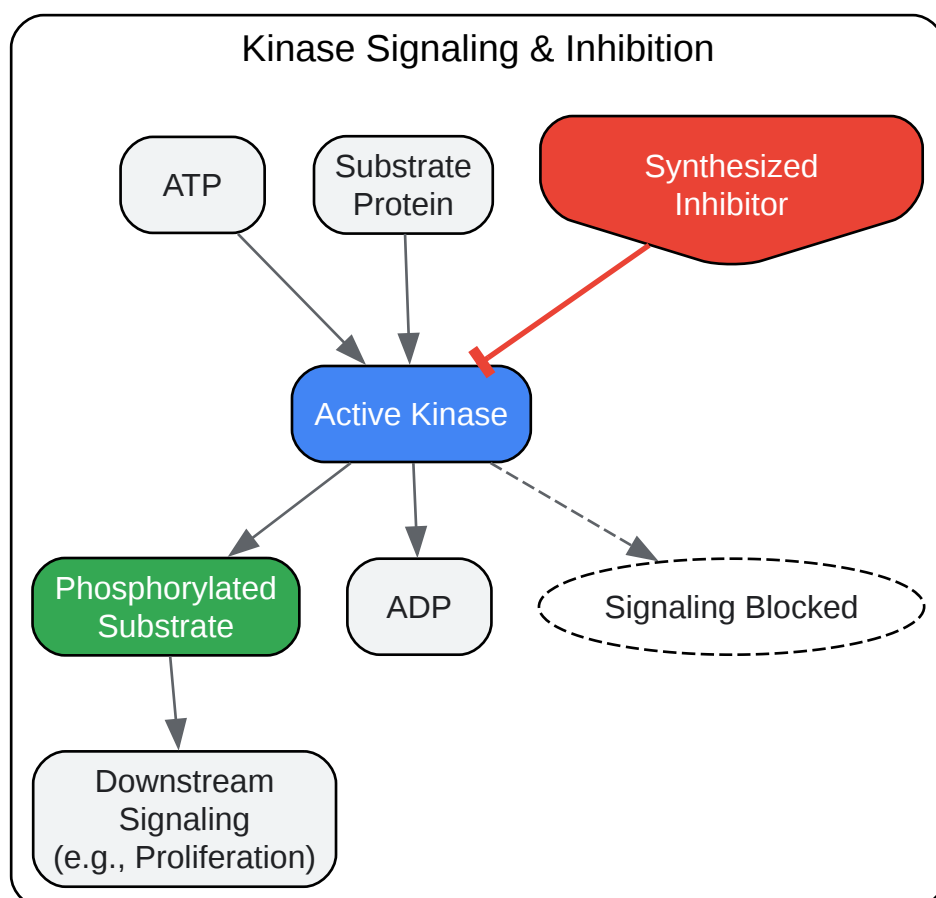 Kinase Signaling & Inhibition
ATP
Substrate
Protein
Synthesized
Inhibitor
Active Kinase
Phosphorylated
Substrate
ADP
Signaling Blocked
Downstream
Signaling
(e.g., Proliferation)